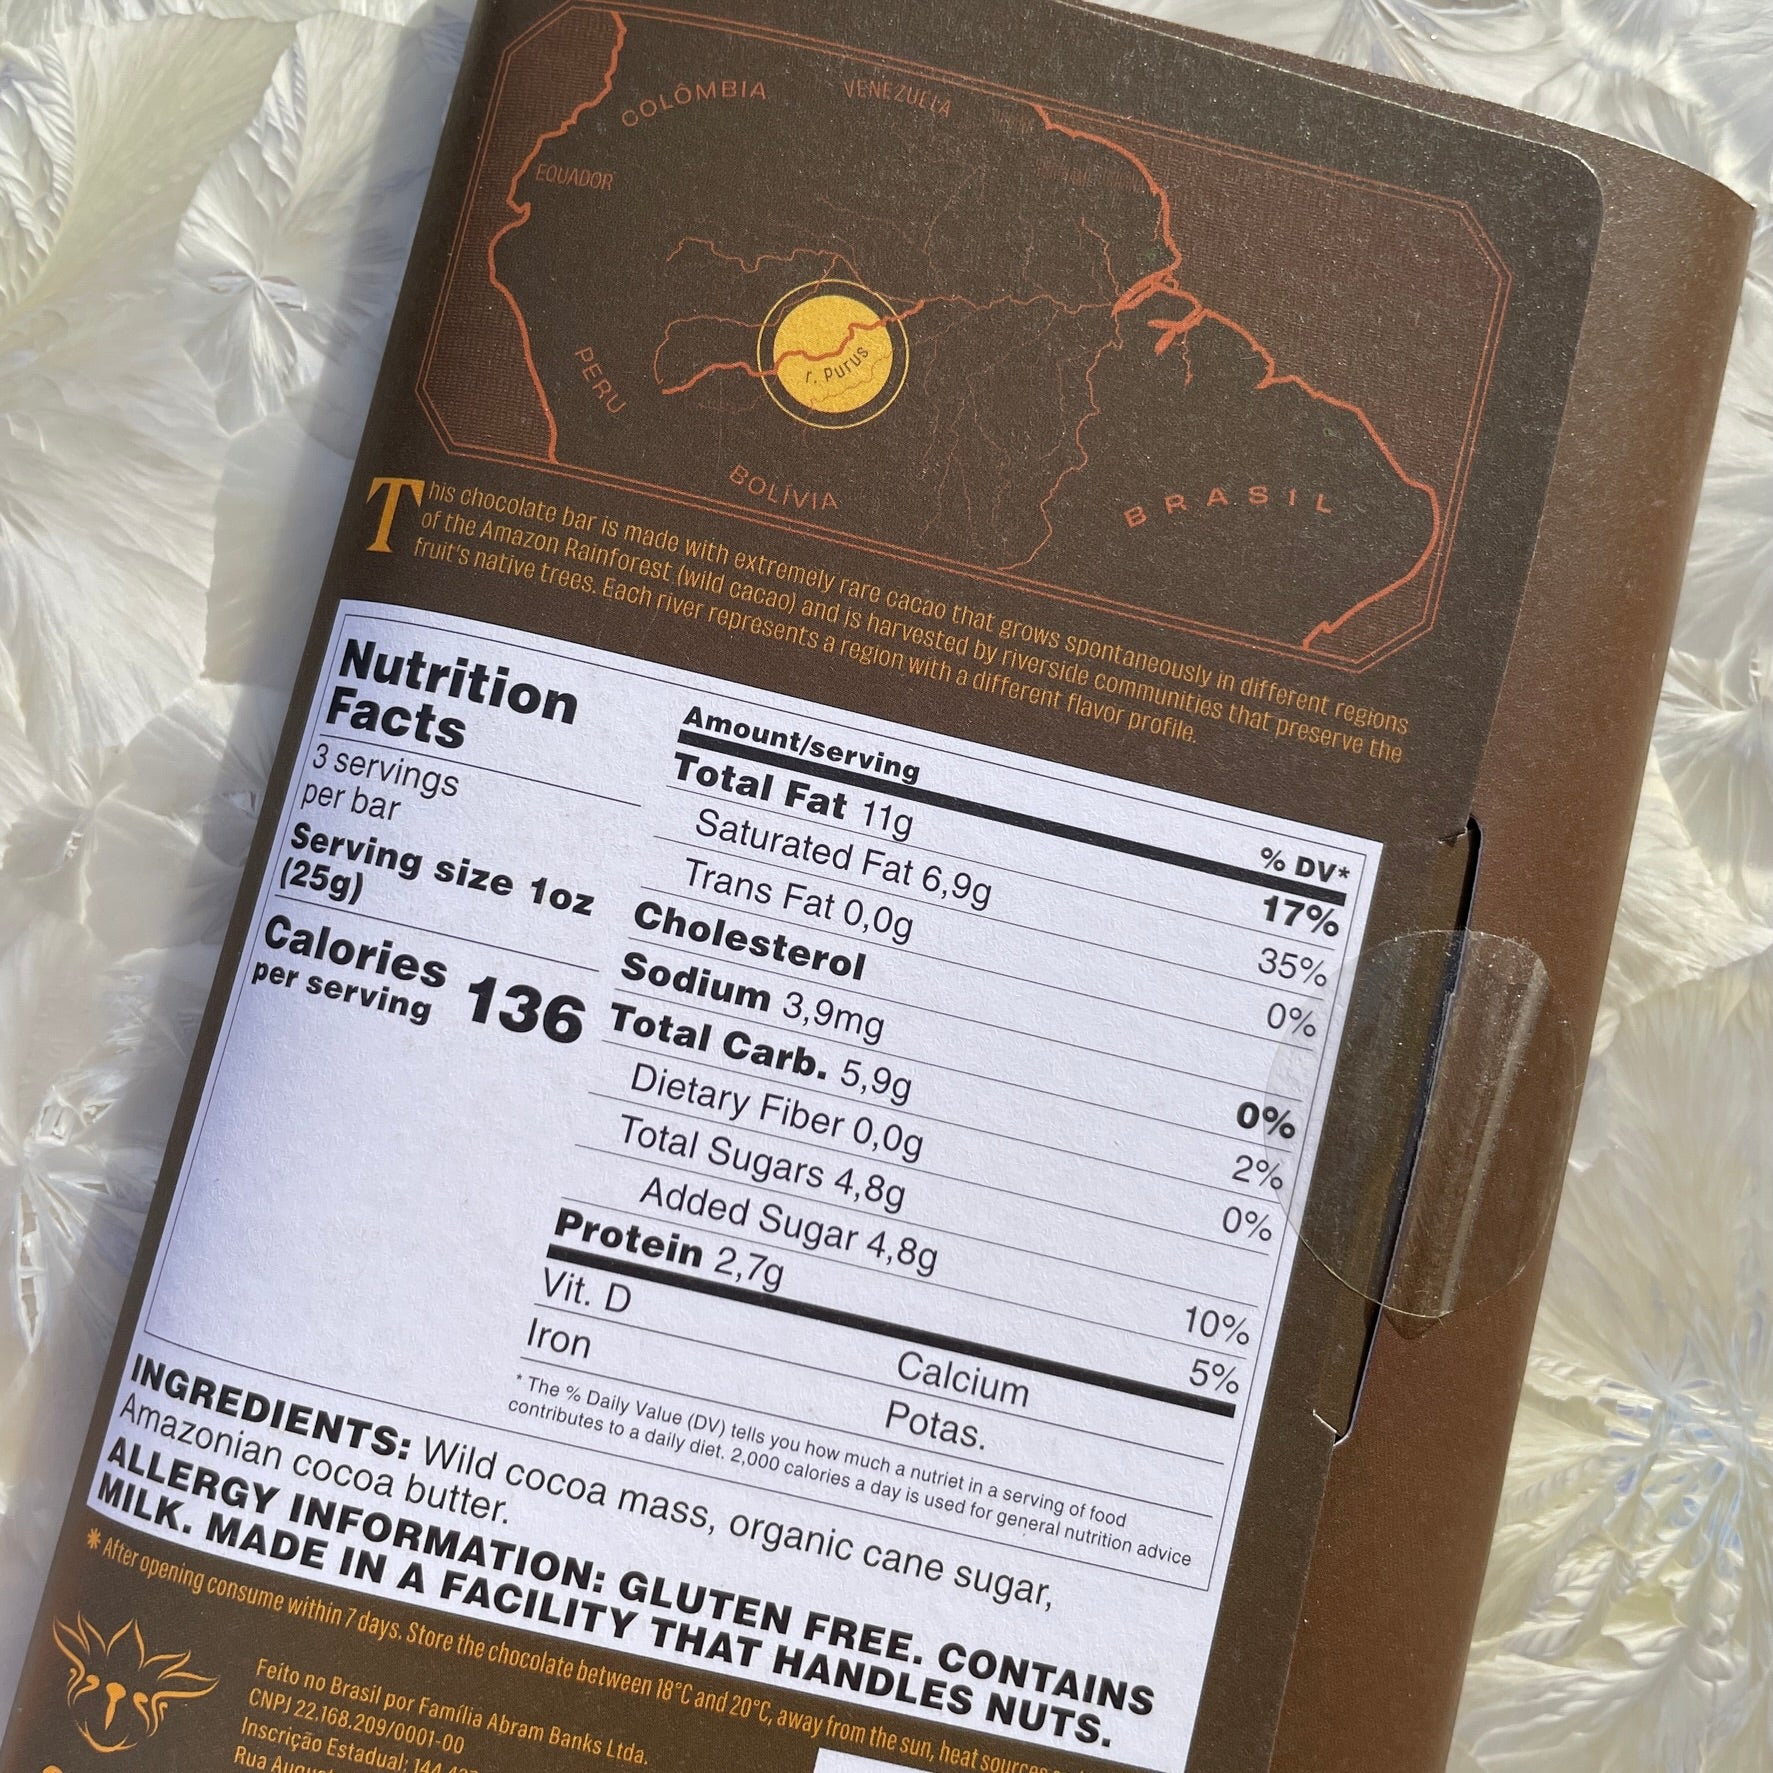 COLÔMBIA
VENEZUELA
EQUADOR
r. Purus
PERU
BOLÍVIA
BRASIL
This chocolate bar is made with extremely rare cacao that grows spontaneously in different regions
of the Amazon Rainforest (wild cacao) and is harvested by riverside communities that preserve the
fruit's native trees. Each river represents a region with a different flavor profile.
Nutrition
Facts
3 servings
per bar
Serving size 1oz
(25g)
Calories
per serving 136
Amount/serving % DV*
Total Fat 11g 17%
Saturated Fat 6,9g 35%
Trans Fat 0,0g 0%
Cholesterol
Sodium 3,9mg 0%
Total Carb. 5,9g 2%
Dietary Fiber 0,0g 0%
Total Sugars 4,8g
Added Sugar 4,8g 10%
Protein 2,7g 5%
Vit. D Calcium
Iron Potas.
* The % Daily Value (DV) tells you how much a nutriet in a serving of food
contributes to a daily diet. 2,000 calories a day is used for general nutrition advice
INGREDIENTS: Wild cocoa mass, organic cane sugar,
Amazonian cocoa butter.
ALLERGY INFORMATION: GLUTEN FREE. CONTAINS
MILK. MADE IN A FACILITY THAT HANDLES NUTS.
* After opening consume within 7 days. Store the chocolate between 18°C and 20°C, away from the sun, heat sources
Feito no Brasil por Família Abram Banks Ltda.
CNPJ 22.168.209/0001-00
Inscrição Estadual:
Rua